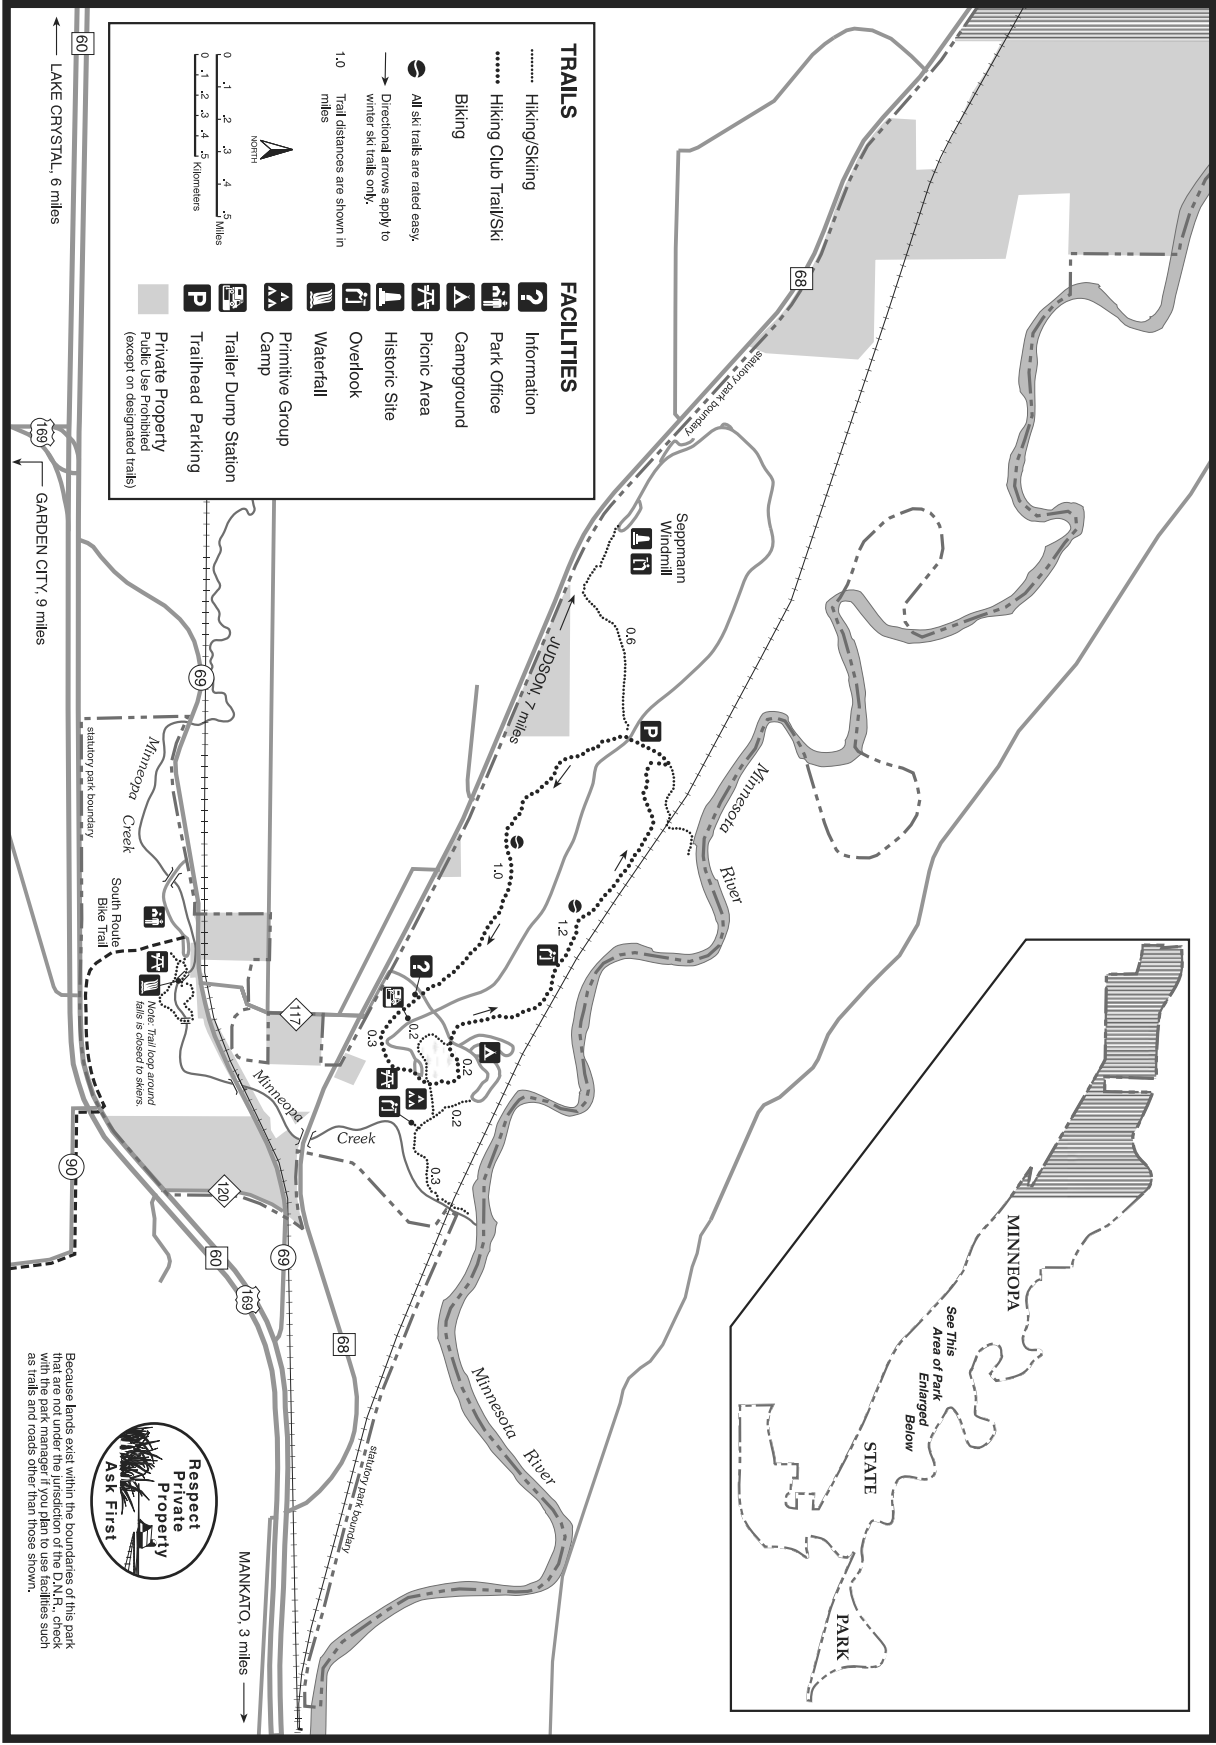 TRAILS
Hiking/Skiing
Hiking Club Trail/Ski
Biking
All ski trails are rated easy.
Directional arrows apply to
winter ski trails only.
1.0
Trail distances are shown in
miles
NORTH
0 .1 .2 .3 .4 .5 Miles
0 .1 .2 .3 .4 .5 Kilometers
FACILITIES
?
Information
Park Office
Campground
Picnic Area
Historic Site
Overlook
Waterfall
Primitive Group
Camp
Trailer Dump Station
P
Trailhead Parking
Private Property
Public Use Prohibited
(except on designated trails)
60
LAKE CRYSTAL, 6 miles
169
GARDEN CITY, 9 miles
68
statutory park boundary
Seppmann
Windmill
0.6
JUDSON, 7 miles
P
Minnesota
River
1.0
1.2
?
0.2
0.3
0.2
0.2
0.3
69
Minneopa
Creek
statutory park boundary
South Route
Bike Trail
Note: Trail loop around
falls is closed to skiers.
117
Minneopa
Creek
90
120
60
169
69
68
Minnesota
River
statutory park boundary
MANKATO, 3 miles
MINNEOPA
STATE
PARK
See This
Area of Park
Enlarged
Below
Respect
Private
Property
Ask First
Because lands exist within the boundaries of this park
that are not under the jurisdiction of the D.N.R., check
with the park manager if you plan to use facilities such
as trails and roads other than those shown.